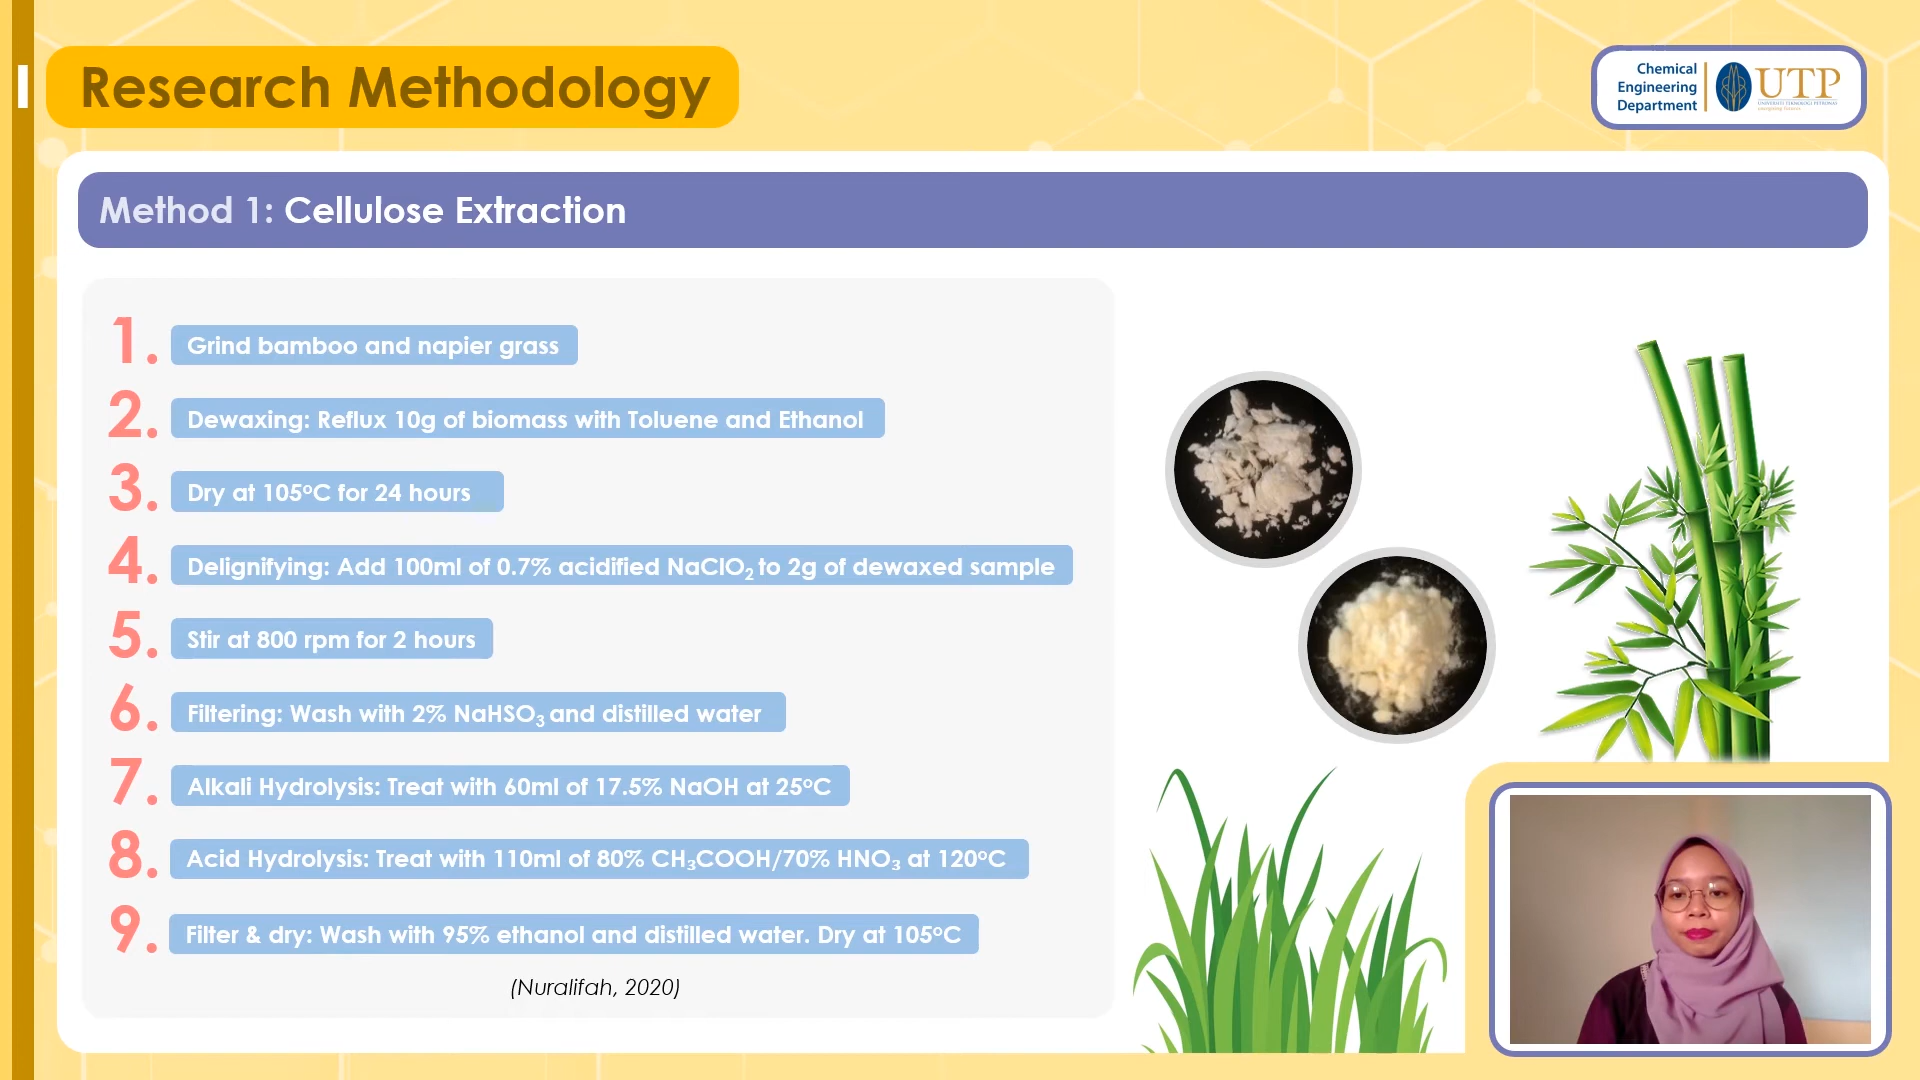 Research Methodology
Chemical
Engineering
Department
UTP
UNIVERSITI TEKNOLOGI PETRONAS
Method 1: Cellulose Extraction
1. Grind bamboo and napier grass
2. Dewaxing: Reflux 10g of biomass with Toluene and Ethanol
3. Dry at 105°C for 24 hours
4. Delignifying: Add 100ml of 0.7% acidified NaClO₂ to 2g of dewaxed sample
5. Stir at 800 rpm for 2 hours
6. Filtering: Wash with 2% NaHSO₃ and distilled water
7. Alkali Hydrolysis: Treat with 60ml of 17.5% NaOH at 25°C
8. Acid Hydrolysis: Treat with 110ml of 80% CH₃COOH/70% HNO₃ at 120°C
9. Filter & dry: Wash with 95% ethanol and distilled water. Dry at 105°C
(Nuralifah, 2020)